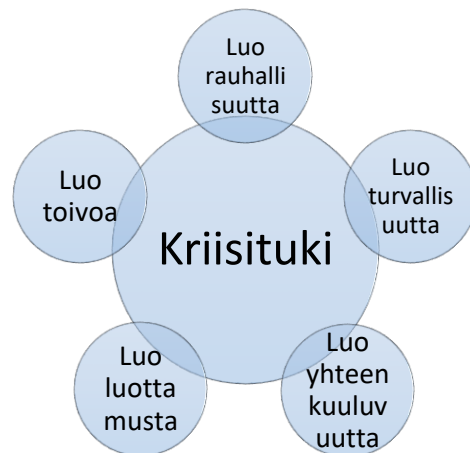 Luo
rauhalli
suutta
Luo
toivoa
Luo
turvallis
uutta
Kriisituki
Luo
luotta
musta
Luo
yhteen
kuuluv
uutta